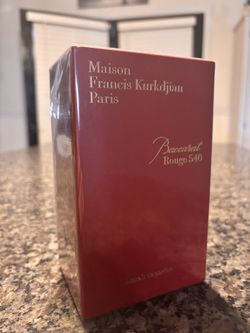 Maison
Francis Kurkdjian
Paris
Baccarat
Rouge 540